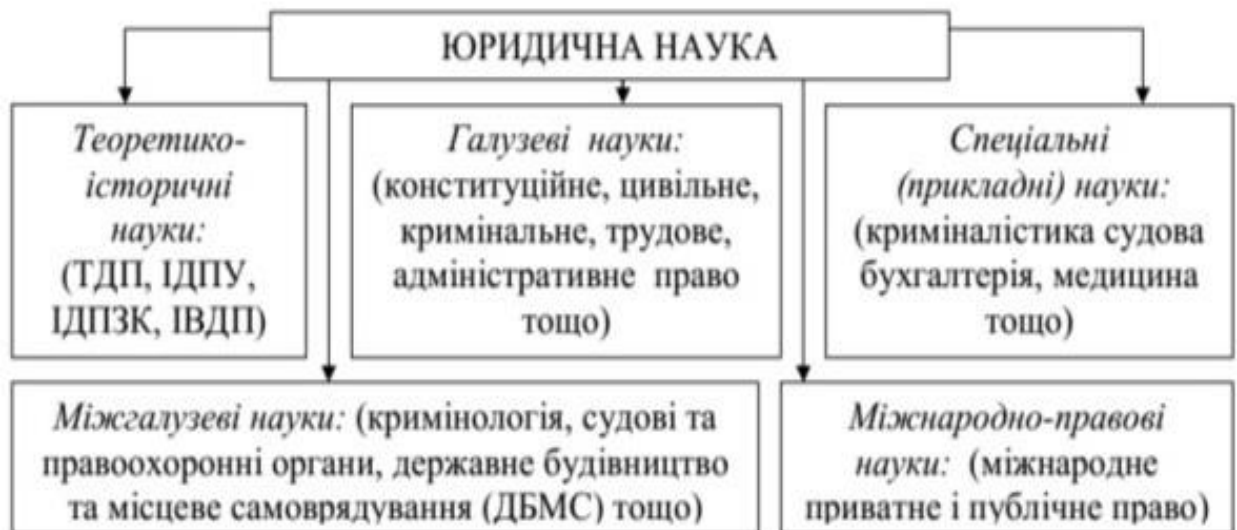 ЮРИДИЧНА НАУКА
Теоретико-
історичні
науки:
(ТДП, ІДПУ,
ІДПЗК, ІВДП)
Галузеві науки:
(конституційне, цивільне,
кримінальне, трудове,
адміністративне право
тощо)
Спеціальні
(прикладні) науки:
(криміналістика судова
бухгалтерія, медицина
тощо)
Міжгалузеві науки: (кримінологія, судові та
правоохоронні органи, державне будівництво
та місцеве самоврядування (ДБМС) тощо)
Міжнародно-правові
науки: (міжнародне
приватне і публічне право)